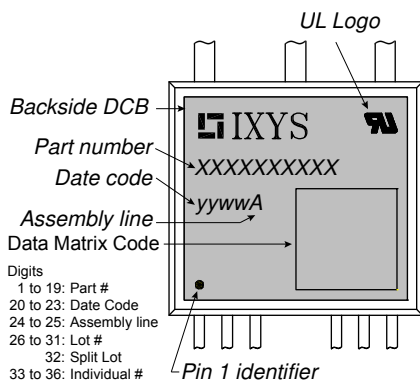 UL Logo
Backside DCB
IXYS
Part number
XXXXXXXXXX
Date code
yywwA
Assembly line
Data Matrix Code
Digits
1 to 19: Part #
20 to 23: Date Code
24 to 25: Assembly line
26 to 31: Lot #
32: Split Lot
33 to 36: Individual #
Pin 1 identifier